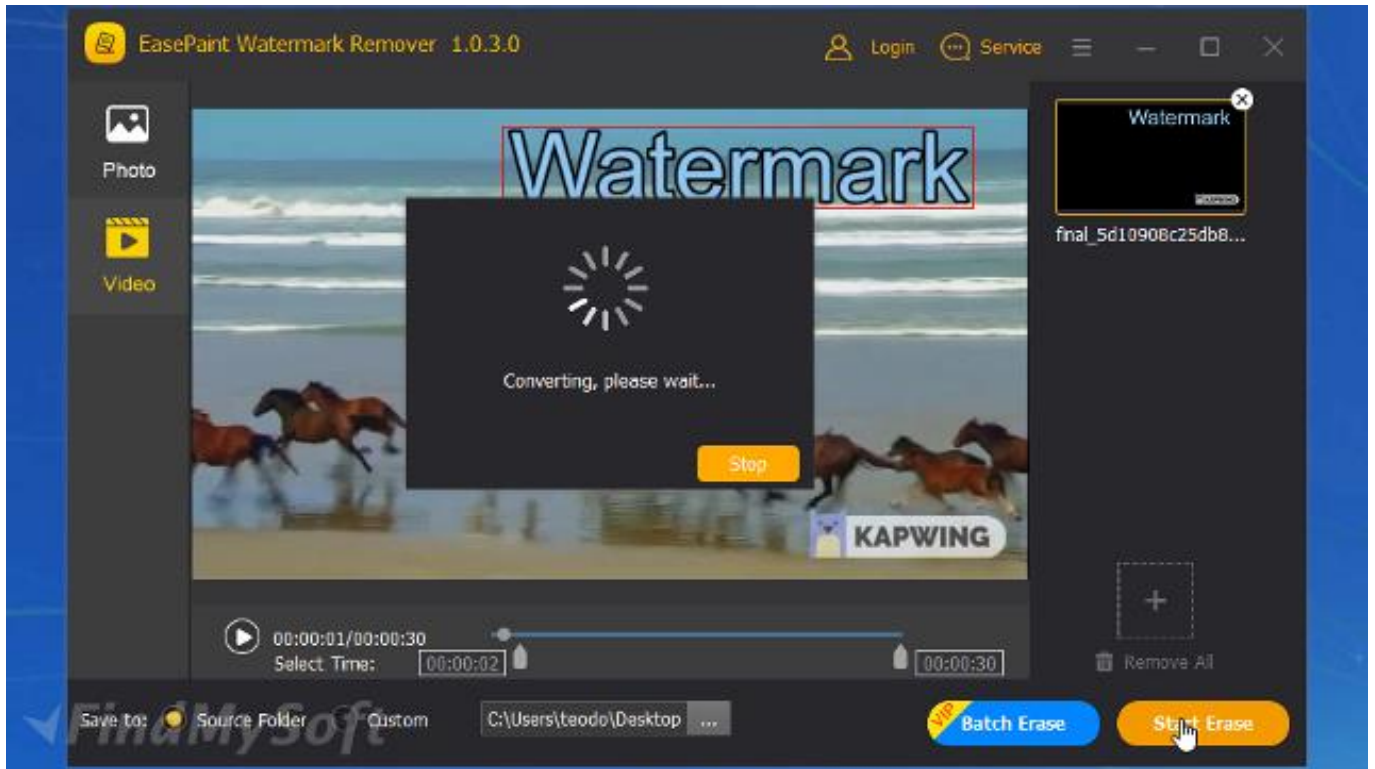 EasePaint Watermark Remover 1.0.3.0
Login
Service
Photo
Video
Watermark
Converting, please wait...
Stop
KAPWING
Watermark
KAPWING
final_5d10908c25db8...
00:00:01/00:00:30
Select Time:
00:00:02
00:00:30
Remove All
Save to:
Source Folder
Custom
C:\Users\teodo\Desktop
...
VIP
Batch Erase
Start Erase
FindMySoft